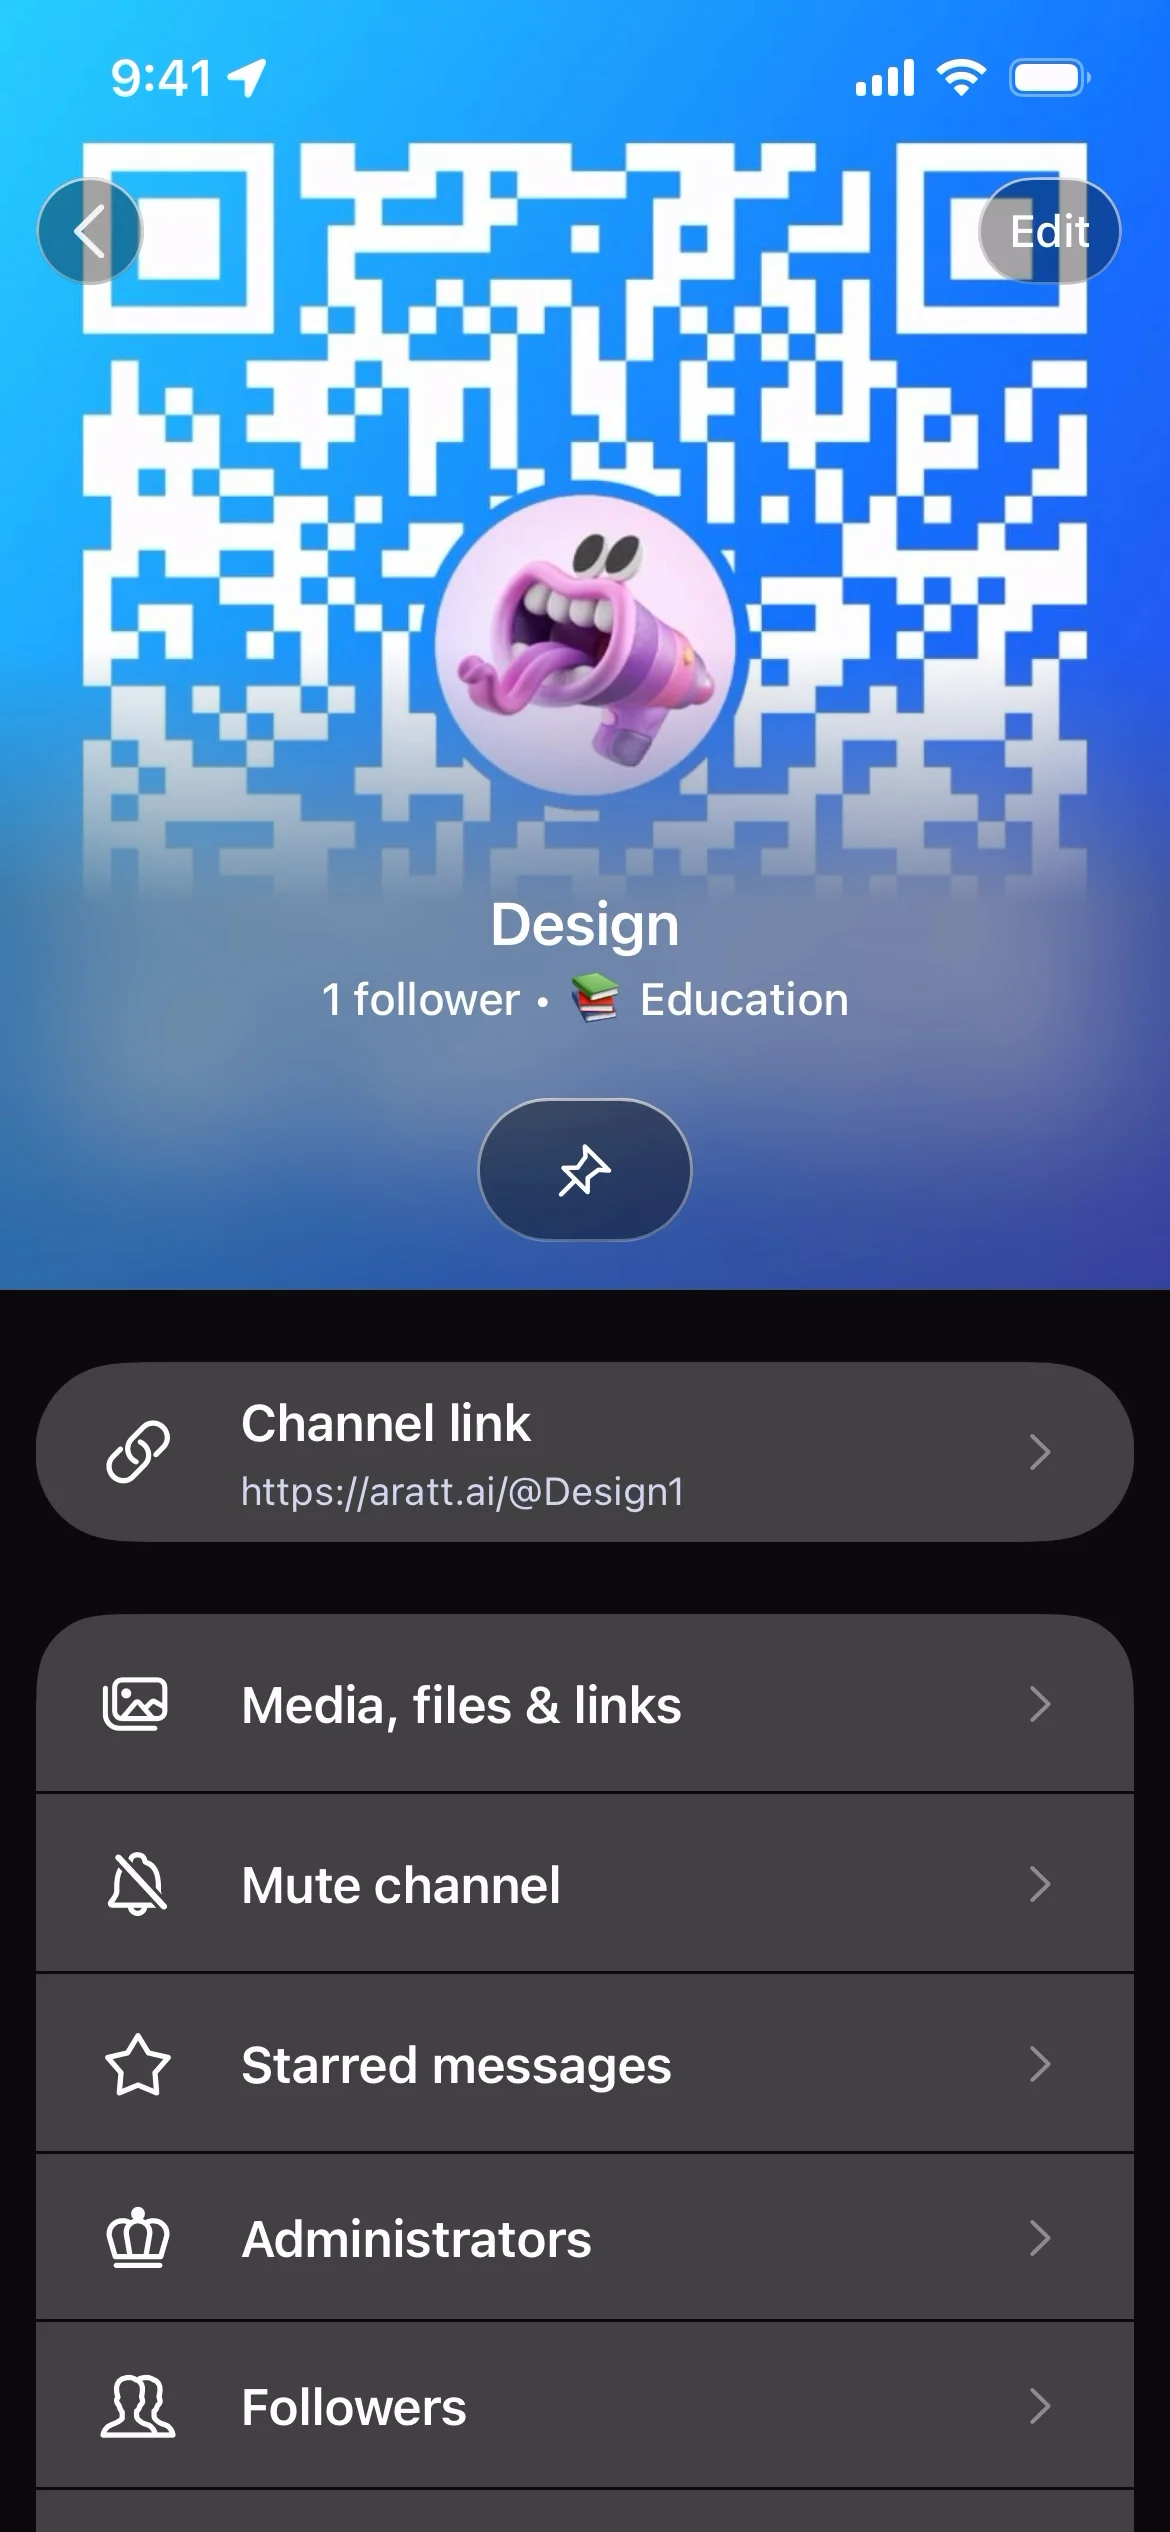 9:41
Edit
Design
1 follower • 📚 Education
Channel link
https://aratt.ai/@Design1
Media, files & links
Mute channel
Starred messages
Administrators
Followers